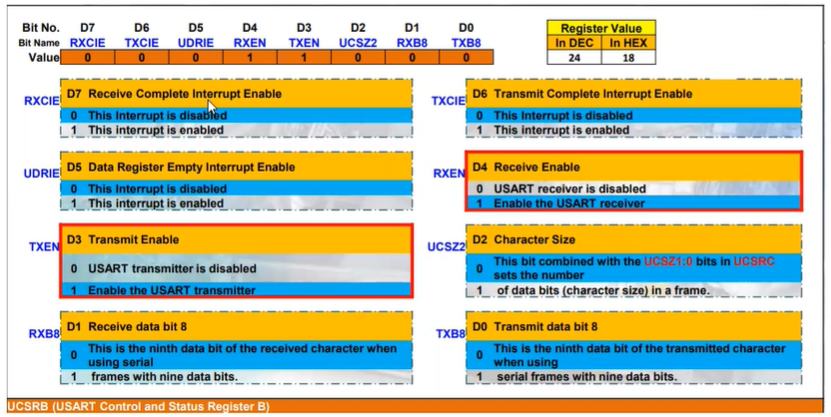 Bit No. D7 D6 D5 D4 D3 D2 D1 D0
Bit Name RXCIE TXCIE UDRIE RXEN TXEN UCSZ2 RXB8 TXB8
Value 0 0 0 1 1 0 0 0
Register Value
In DEC In HEX
24 18
RXCIE D7 Receive Complete Interrupt Enable
0 This Interrupt is disabled
1 This interrupt is enabled
TXCIE D6 Transmit Complete Interrupt Enable
0 This Interrupt is disabled
1 This interrupt is enabled
UDRIE D5 Data Register Empty Interrupt Enable
0 This Interrupt is disabled
1 This interrupt is enabled
RXEN D4 Receive Enable
0 USART receiver is disabled
1 Enable the USART receiver
TXEN D3 Transmit Enable
0 USART transmitter is disabled
1 Enable the USART transmitter
UCSZ2 D2 Character Size
0 This bit combined with the UCSZ1:0 bits in UCSRC
sets the number
1 of data bits (character size) in a frame.
RXB8 D1 Receive data bit 8
0 This is the ninth data bit of the received character when
using serial
1 frames with nine data bits.
TXB8 D0 Transmit data bit 8
0 This is the ninth data bit of the transmitted character
when using
1 serial frames with nine data bits.
UCSRB (USART Control and Status Register B)